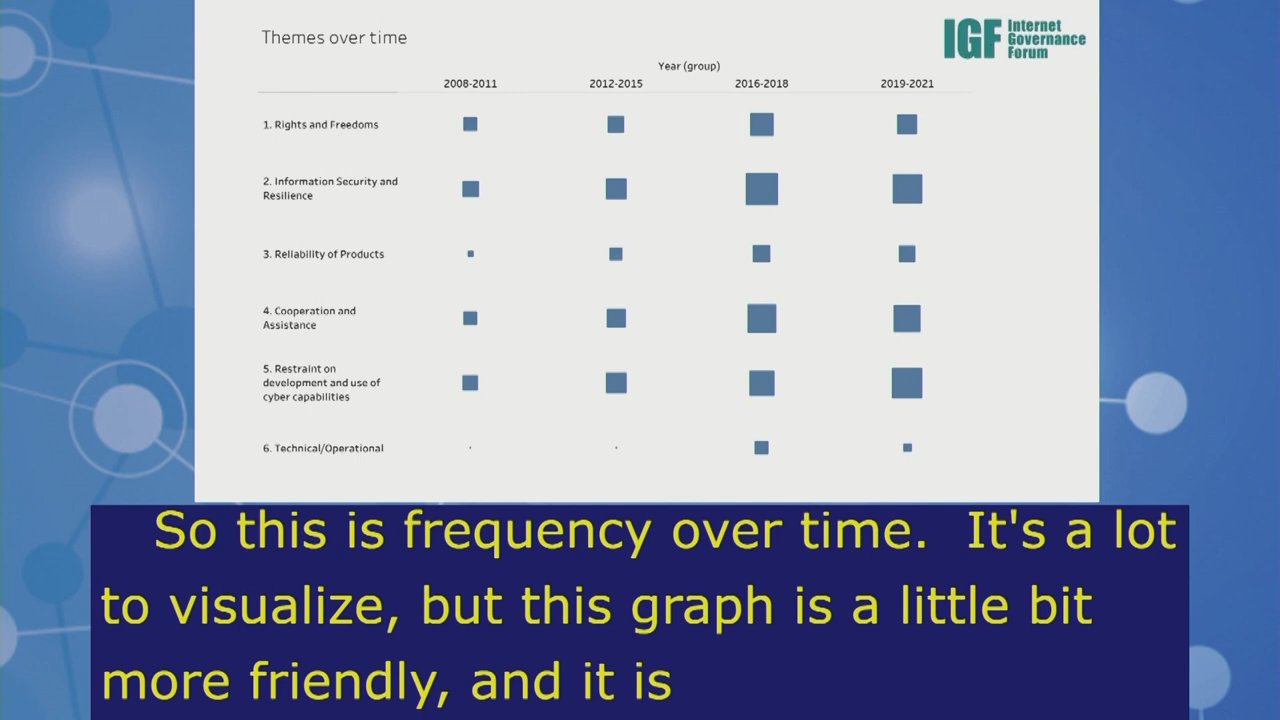 Themes over time
IGF Internet
Governance
Forum
Year (group)
2008-2011 2012-2015 2016-2018 2019-2021
1. Rights and Freedoms
2. Information Security and
Resilience
3. Reliability of Products
4. Cooperation and
Assistance
5. Restraint on
development and use of
cyber capabilities
6. Technical/Operational
So this is frequency over time. It's a lot
to visualize, but this graph is a little bit
more friendly, and it is